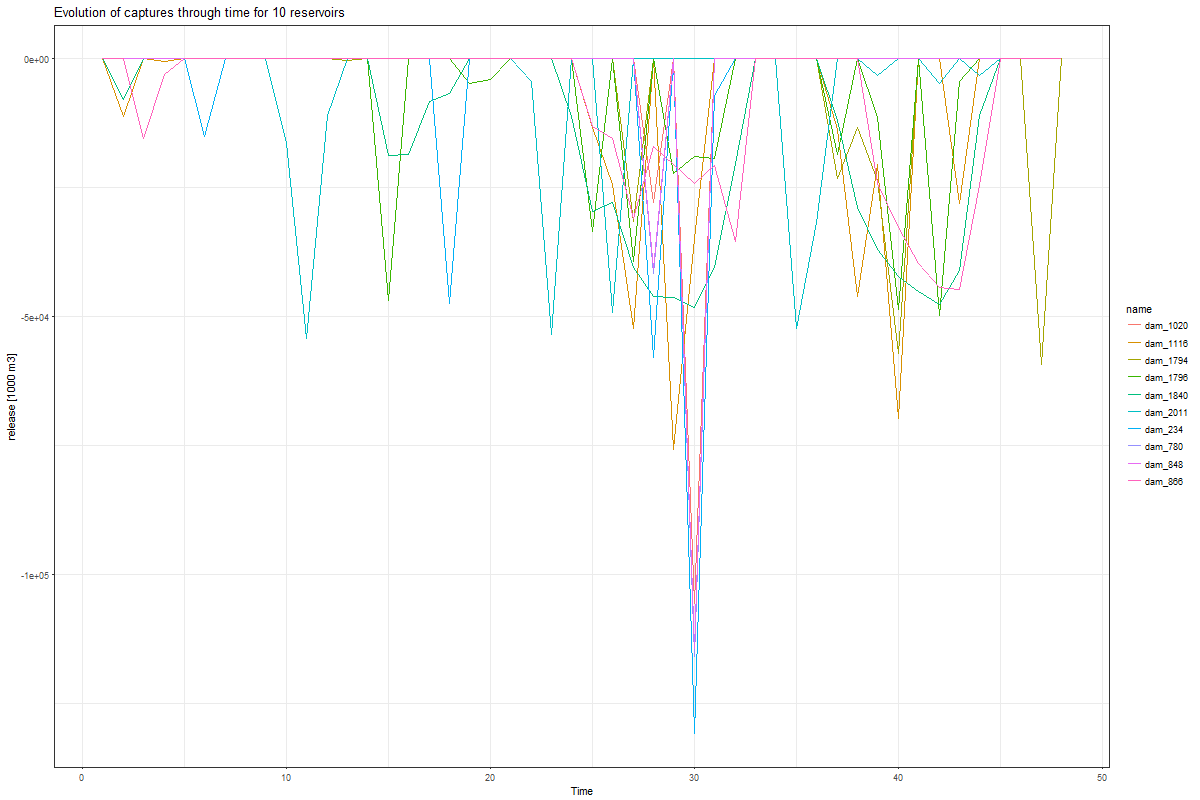 Evolution of captures through time for 10 reservoirs
0e+00
-5e+04
-1e+05
release [1000 m3]
0
10
20
30
40
50
Time
name
dam_1020
dam_1116
dam_1794
dam_1796
dam_1840
dam_2011
dam_234
dam_780
dam_848
dam_866